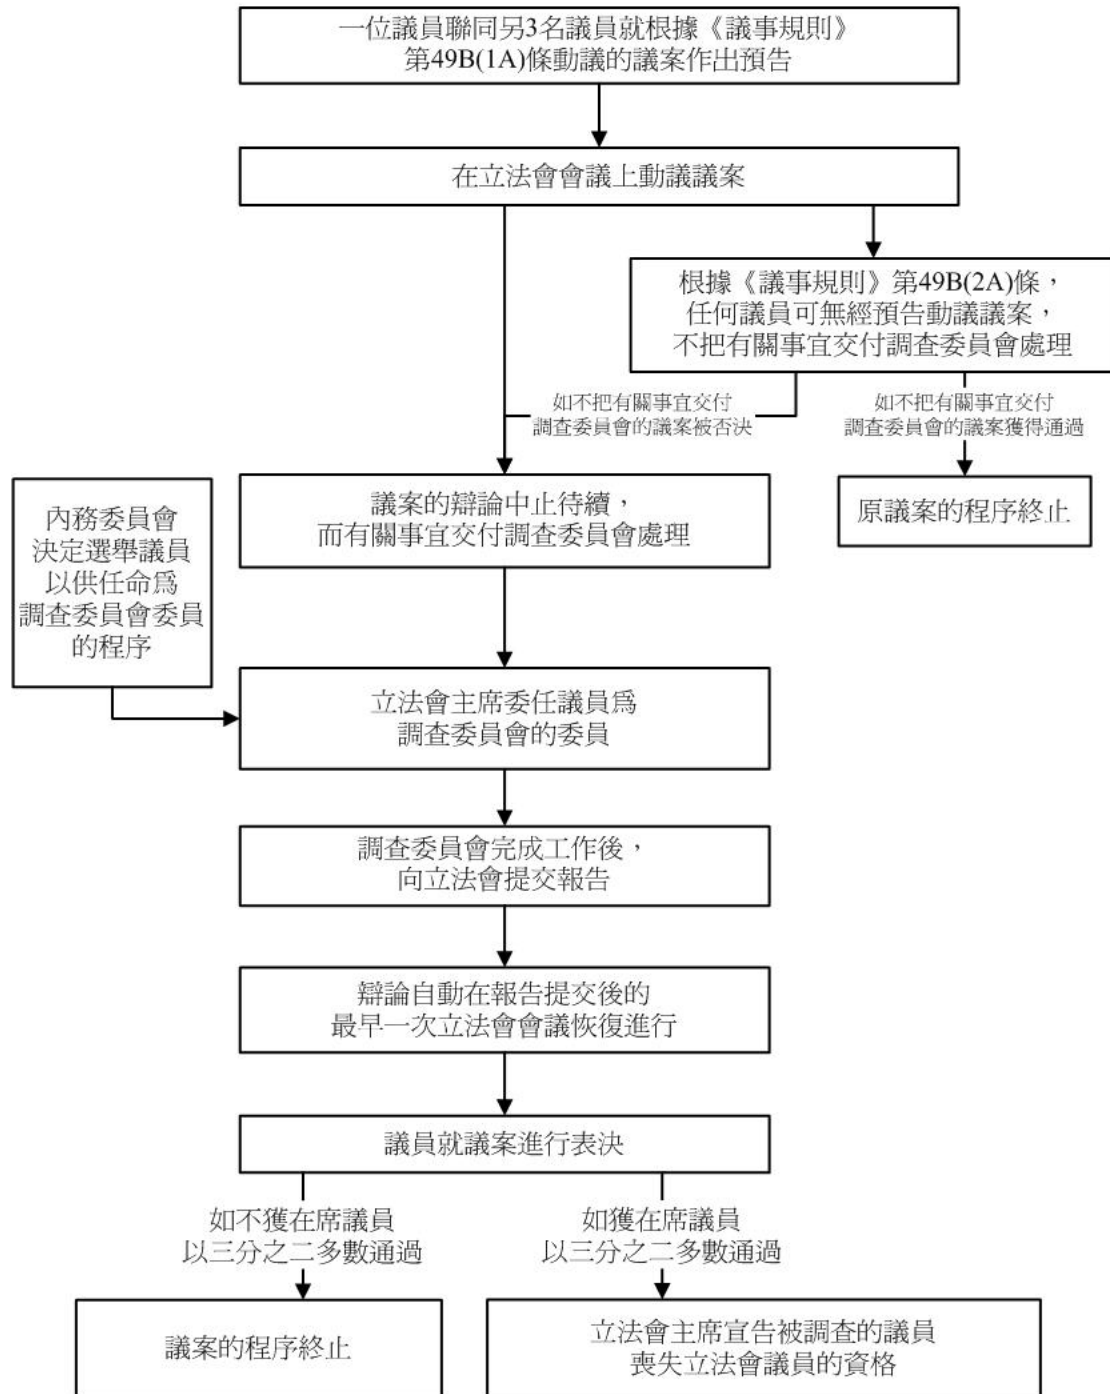 一位議員聯同另3名議員就根據《議事規則》
第49B(1A)條動議的議案作出預告
在立法會會議上動議議案
根據《議事規則》第49B(2A)條，
任何議員可無經預告動議議案，
不把有關事宜交付調查委員會處理
如不把有關事宜交付
調查委員會的議案被否決
如不把有關事宜交付
調查委員會的議案獲得通過
原議案的程序終止
議案的辯論中止待續，
而有關事宜交付調查委員會處理
內務委員會
決定選舉議員
以供任命爲
調查委員會委員
的程序
立法會主席委任議員爲
調查委員會的委員
調查委員會完成工作後，
向立法會提交報告
辯論自動在報告提交後的
最早一次立法會會議恢復進行
議員就議案進行表決
如不獲在席議員
以三分之二多數通過
如獲在席議員
以三分之二多數通過
議案的程序終止
立法會主席宣告被調查的議員
喪失立法會議員的資格